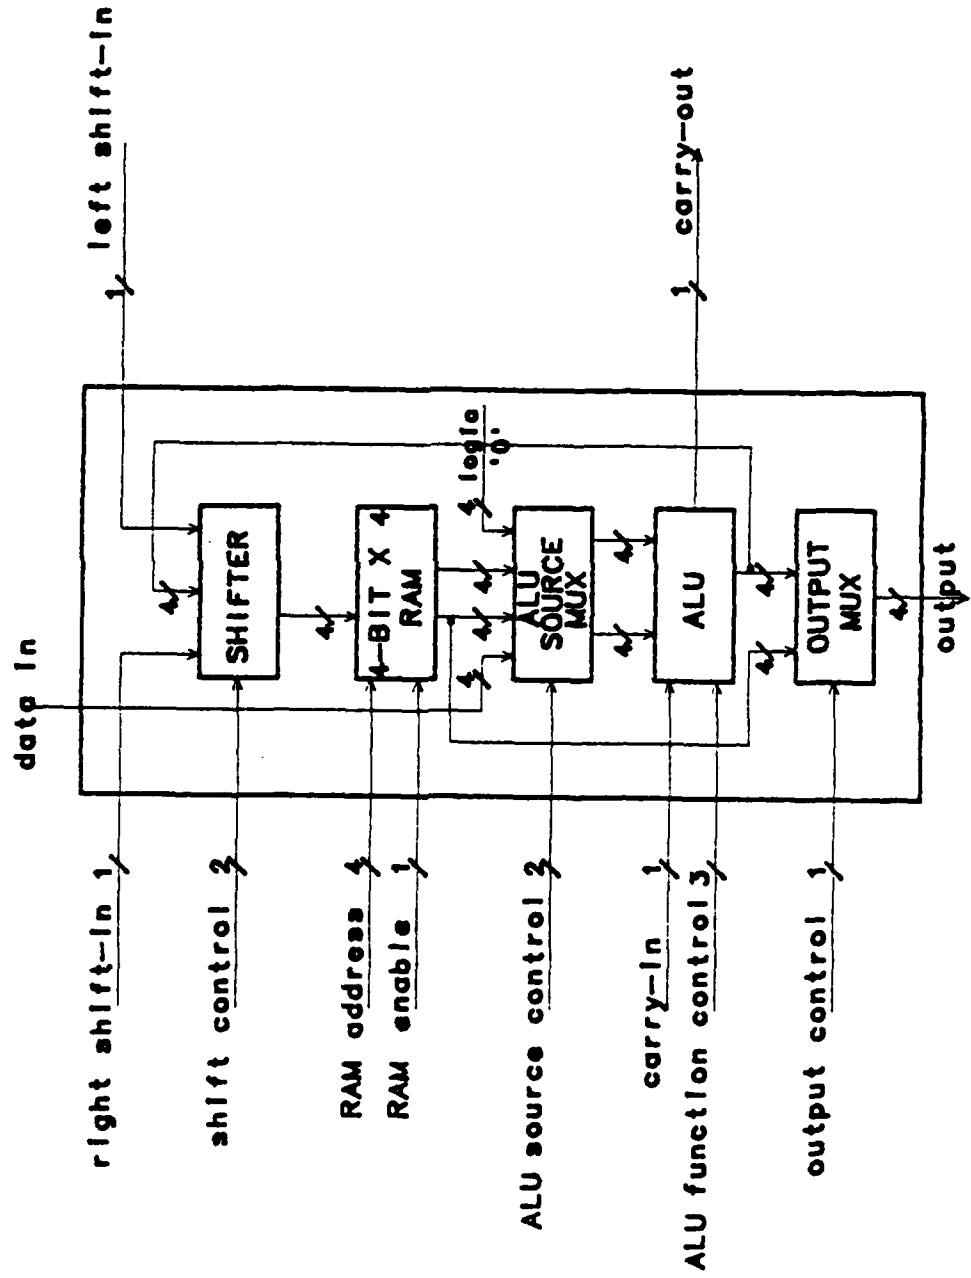 data in
right shift-in 1
1 left shift-in
shift control 2
4
SHIFTER
4
RAM address 4
RAM enable 1
4-BIT X 4
RAM
4 logic
'0'
4
4
4
ALU source control 2
ALU
SOURCE
MUX
4
4
carry-in 1
ALU function control 3
ALU
1 carry-out
4
4
output control 1
OUTPUT
MUX
4
output